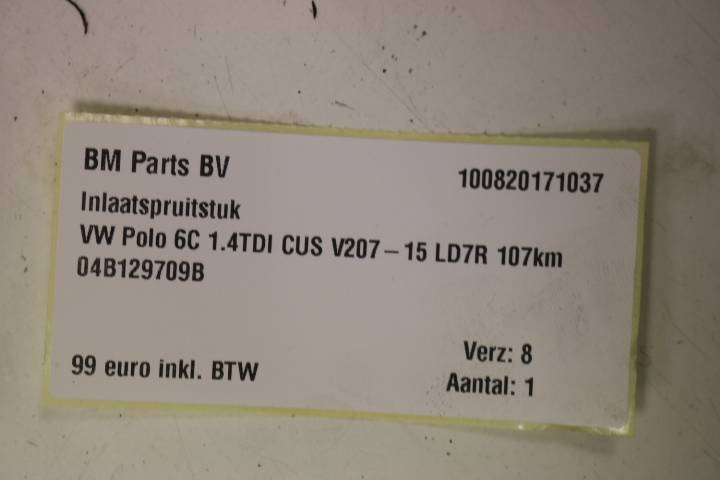 BM Parts BV 100820171037
Inlaatspruitstuk
VW Polo 6C 1.4TDI CUS V207-15 LD7R 107km
04B129709B
Verz: 8
99 euro inkl. BTW Aantal: 1